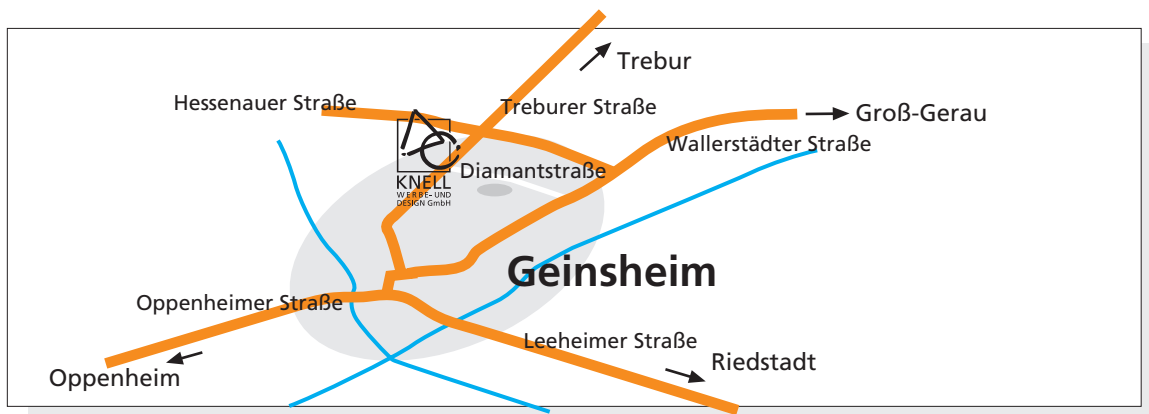 Trebur
Hessenauer Straße
Treburer Straße
Groß-Gerau
Wallerstädter Straße
Diamantstraße
KNELL
WERBE- UND
DESIGN GmbH
Geinsheim
Oppenheimer Straße
Leeheimer Straße
Riedstadt
Oppenheim